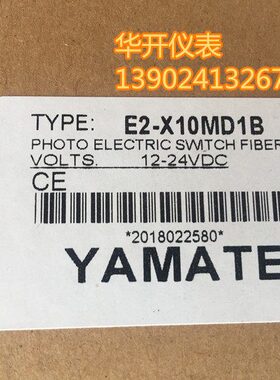 华开仪表
13902413267
TYPE: E2-X10MD1B
PHOTO ELECTRIC SWITCH FIBER
VOLTS. 12-24VDC
CE
*2018022580*
YAMATE